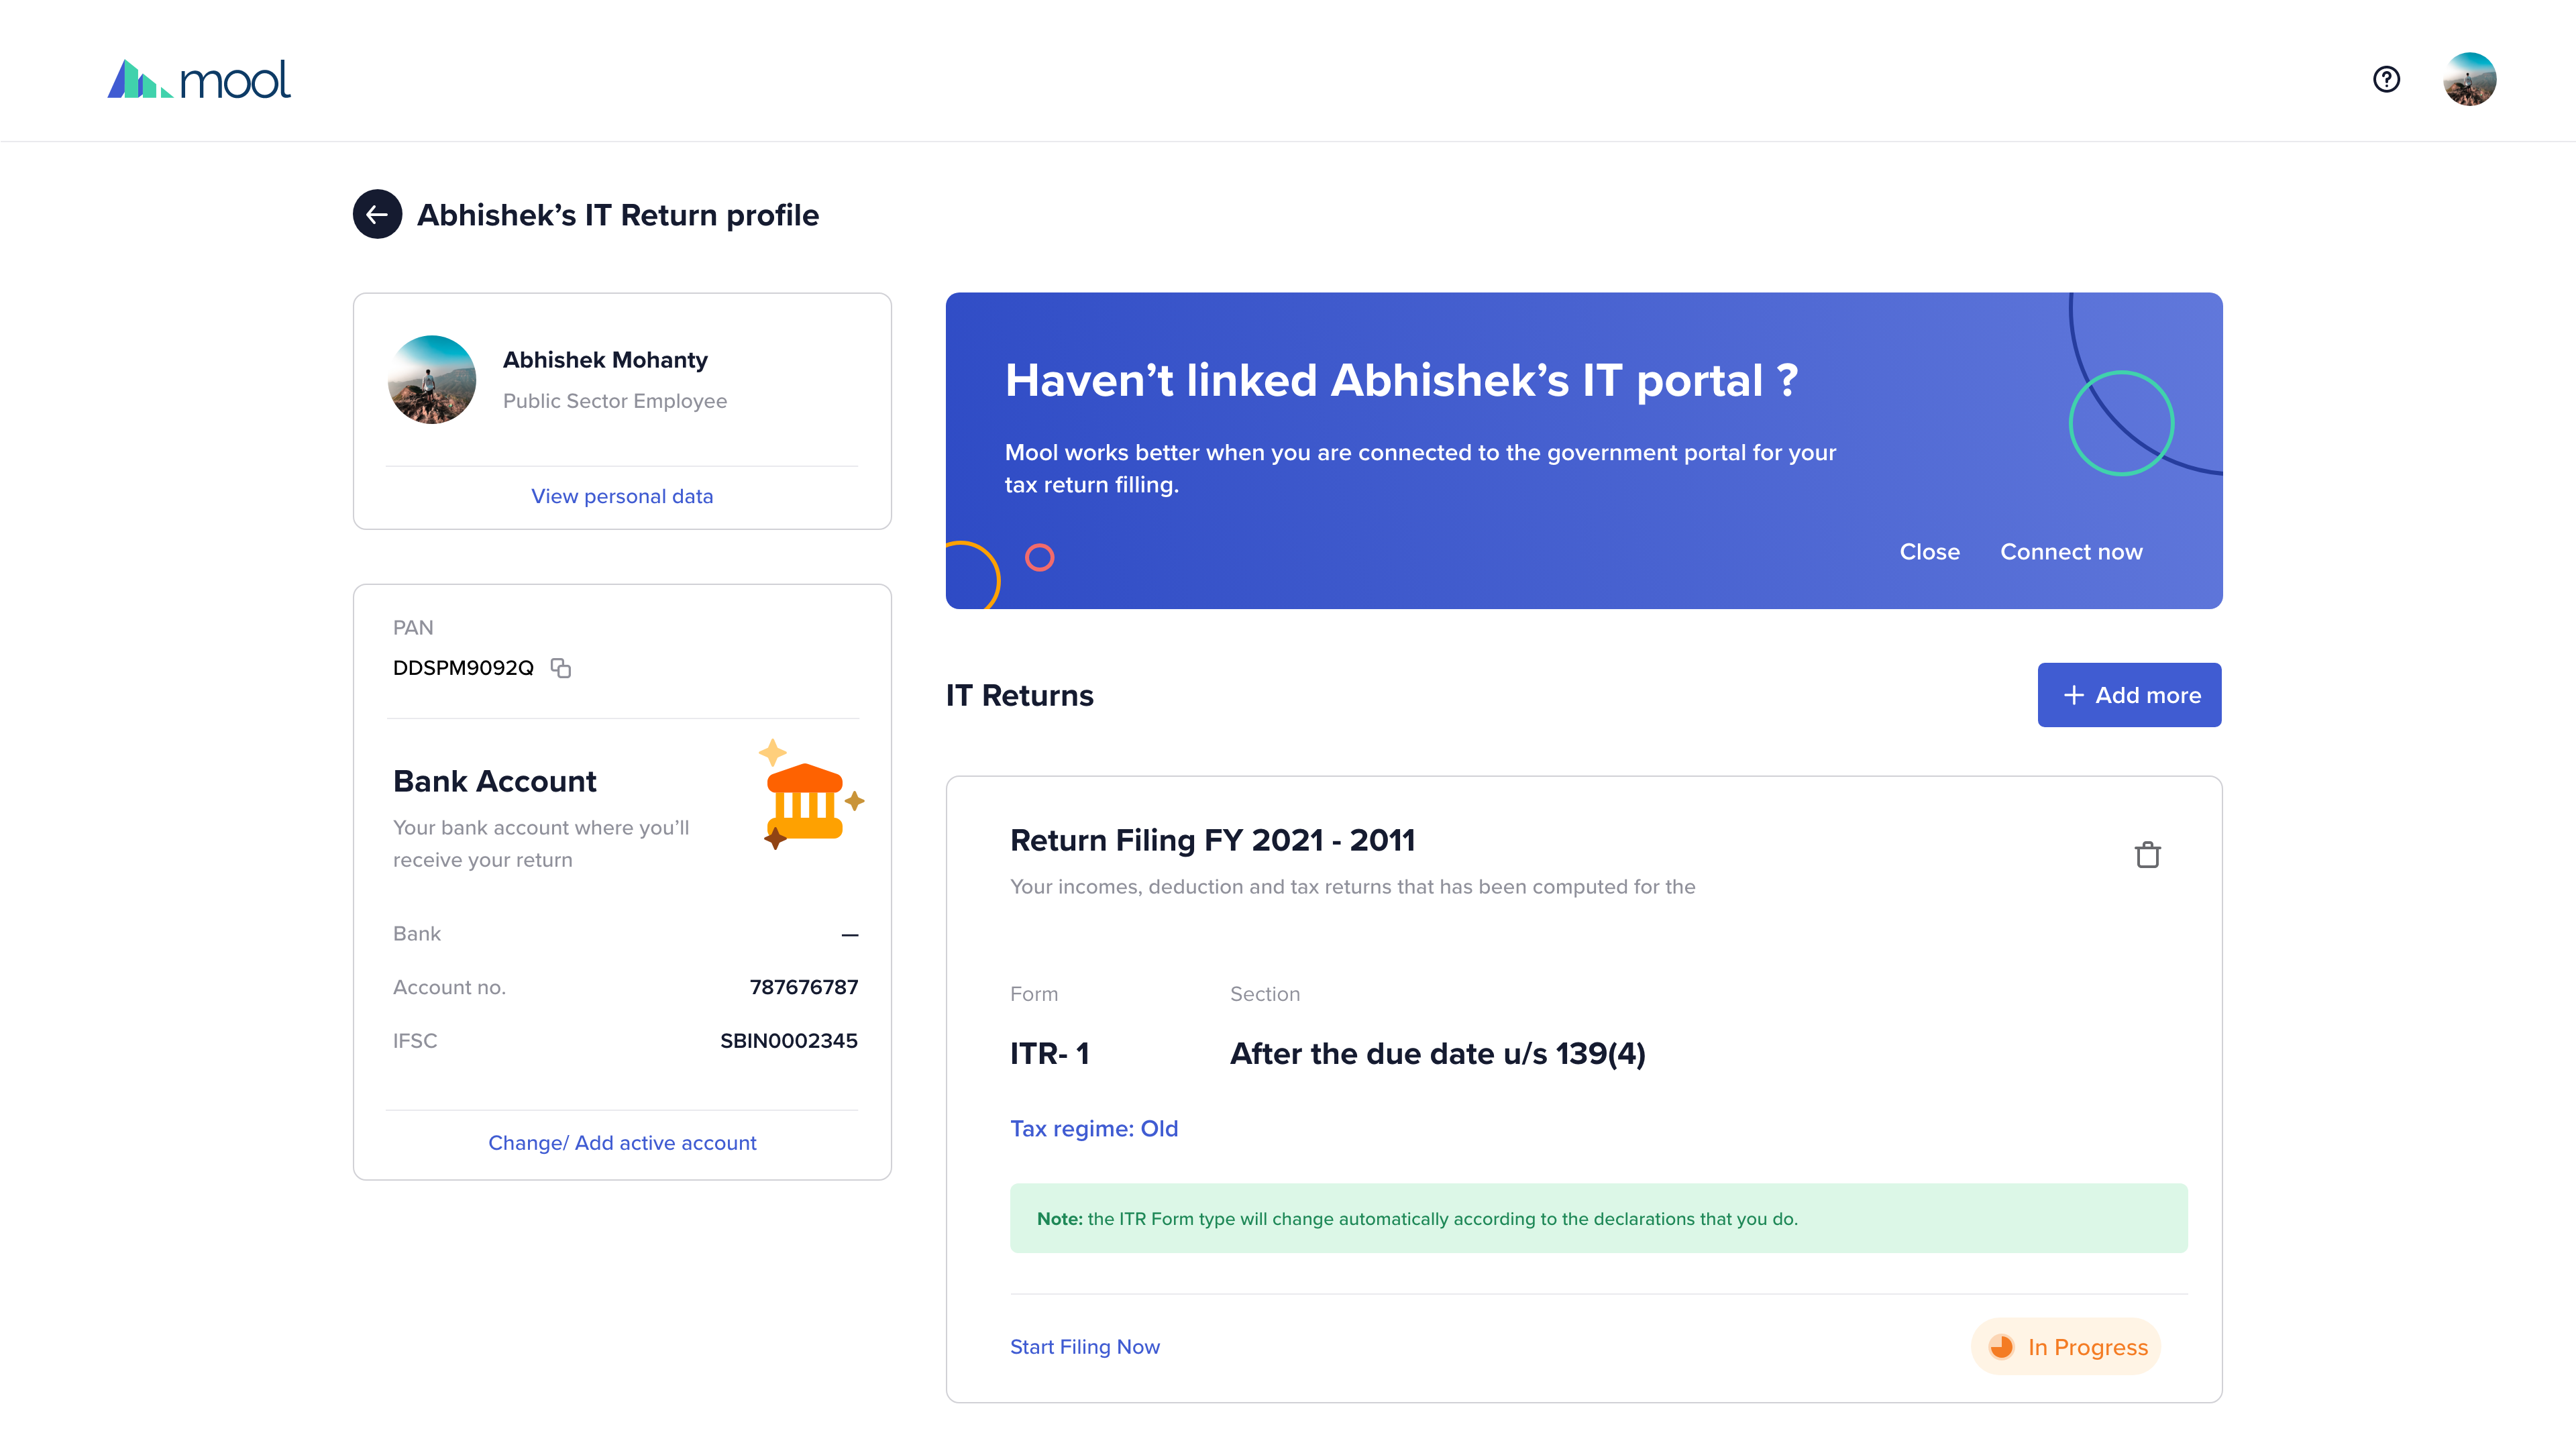 mool
Abhishek’s IT Return profile
Abhishek Mohanty
Public Sector Employee
View personal data
PAN
DDSPM9092Q
Bank Account
Your bank account where you’ll
receive your return
Bank –
Account no. 787676787
IFSC SBIN0002345
Change/ Add active account
Haven’t linked Abhishek’s IT portal ?
Mool works better when you are connected to the government portal for your
tax return filling.
Close Connect now
IT Returns
+ Add more
Return Filing FY 2021 - 2011
Your incomes, deduction and tax returns that has been computed for the
Form Section
ITR- 1 After the due date u/s 139(4)
Tax regime: Old
Note: the ITR Form type will change automatically according to the declarations that you do.
Start Filing Now In Progress